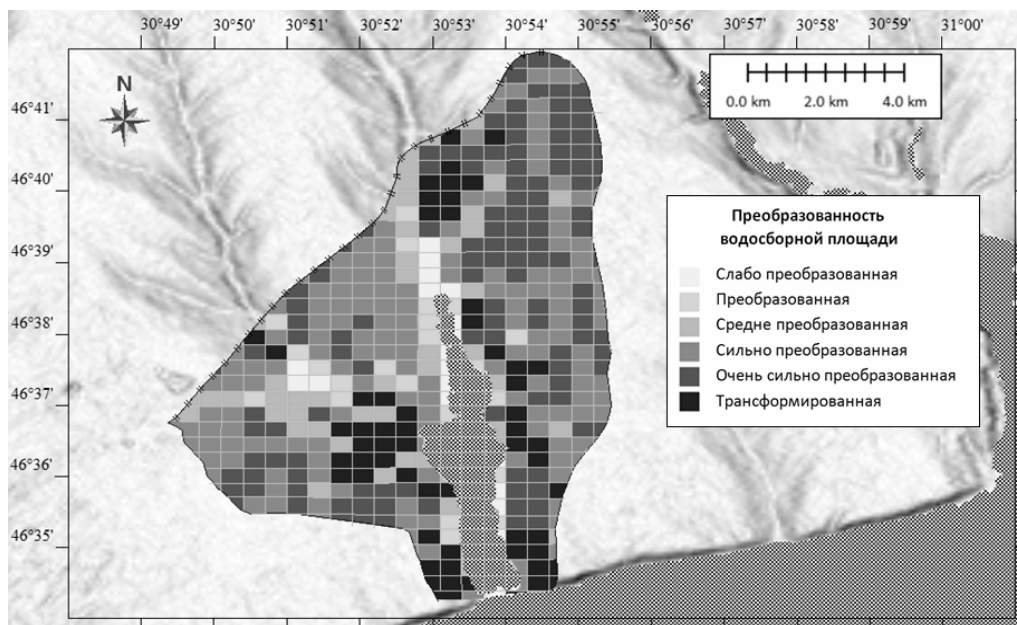 30°49' 30°50' 30°51' 30°52' 30°53' 30°54' 30°55' 30°56' 30°57' 30°58' 30°59' 31°00'
N
0.0 km 2.0 km 4.0 km
46°41'
46°40'
46°39'
46°38'
46°37'
46°36'
46°35'
Преобразованность
водосборной площади
Слабо преобразованная
Преобразованная
Средне преобразованная
Сильно преобразованная
Очень сильно преобразованная
Трансформированная